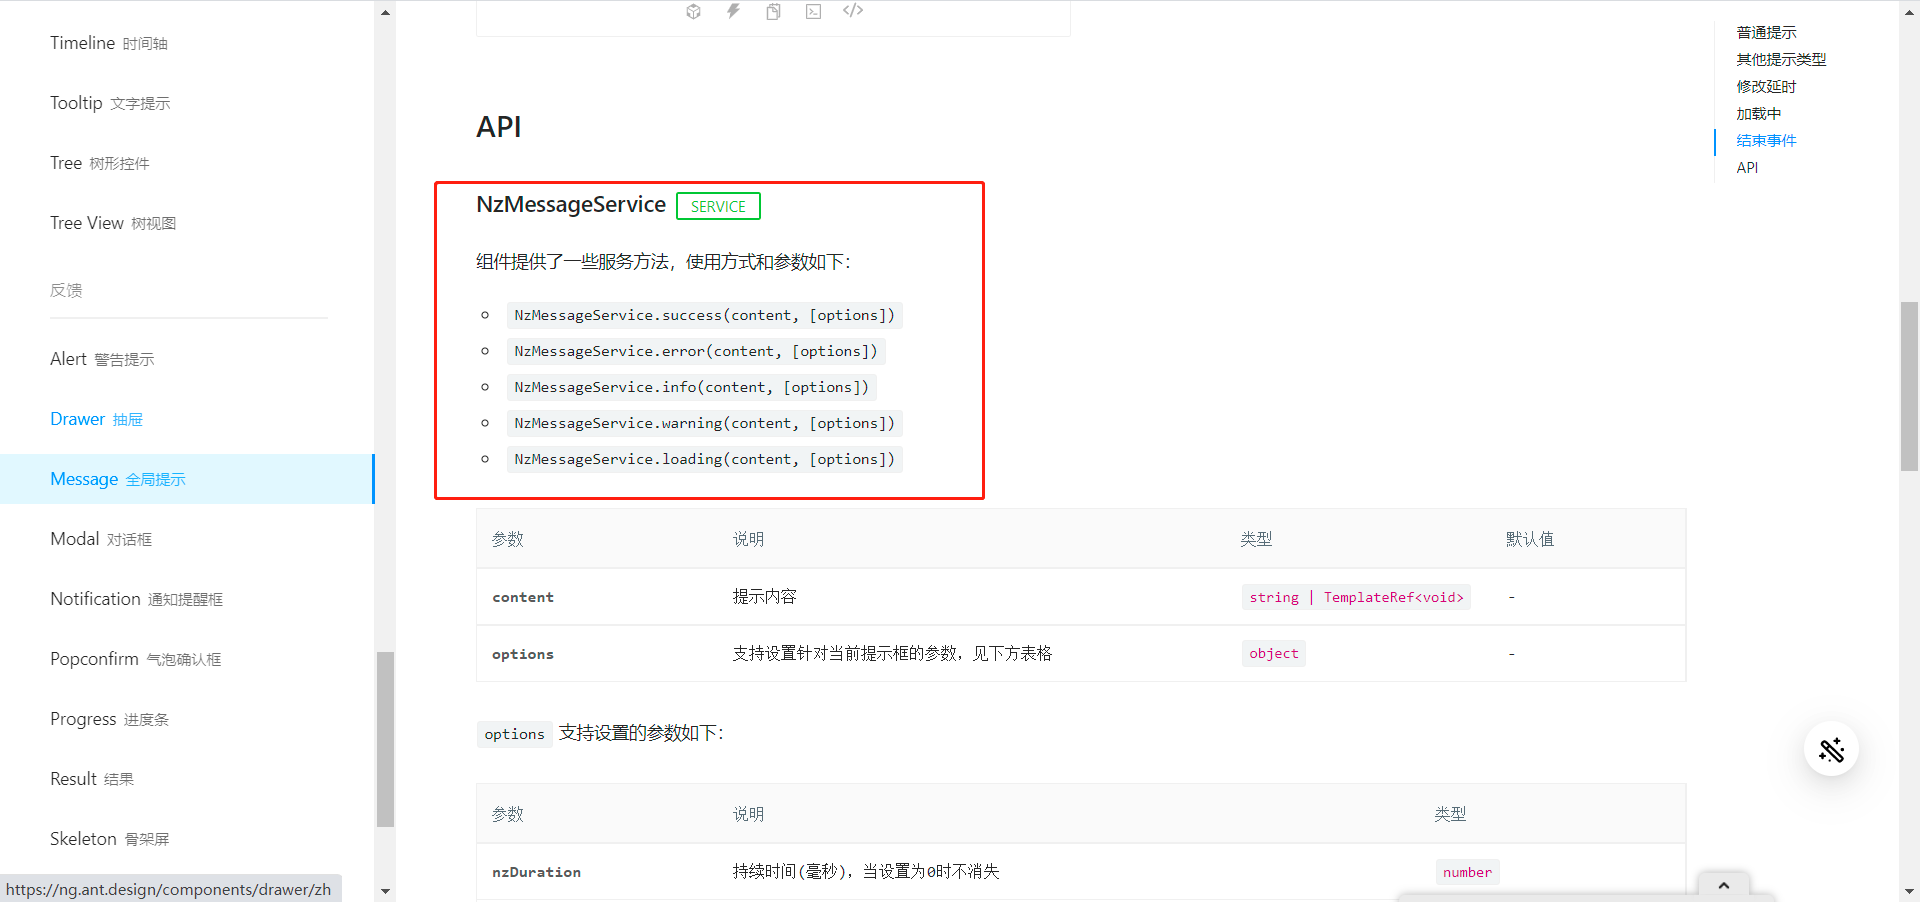 Timeline 时间轴
Tooltip 文字提示
Tree 树形控件
Tree View 树视图
反馈
Alert 警告提示
Drawer 抽屉
Message 全局提示
Modal 对话框
Notification 通知提醒框
Popconfirm 气泡确认框
Progress 进度条
Result 结果
Skeleton 骨架屏
https://ng.ant.design/components/drawer/zh
API
NzMessageService SERVICE
组件提供了一些服务方法，使用方式和参数如下：
NzMessageService.success(content, [options])
NzMessageService.error(content, [options])
NzMessageService.info(content, [options])
NzMessageService.warning(content, [options])
NzMessageService.loading(content, [options])
参数 说明 类型 默认值
content 提示内容 string | TemplateRef<void> -
options 支持设置针对当前提示框的参数，见下方表格 object -
options 支持设置的参数如下：
参数 说明 类型
nzDuration 持续时间(毫秒)，当设置为0时不消失 number
普通提示
其他提示类型
修改延时
加载中
结束事件
API